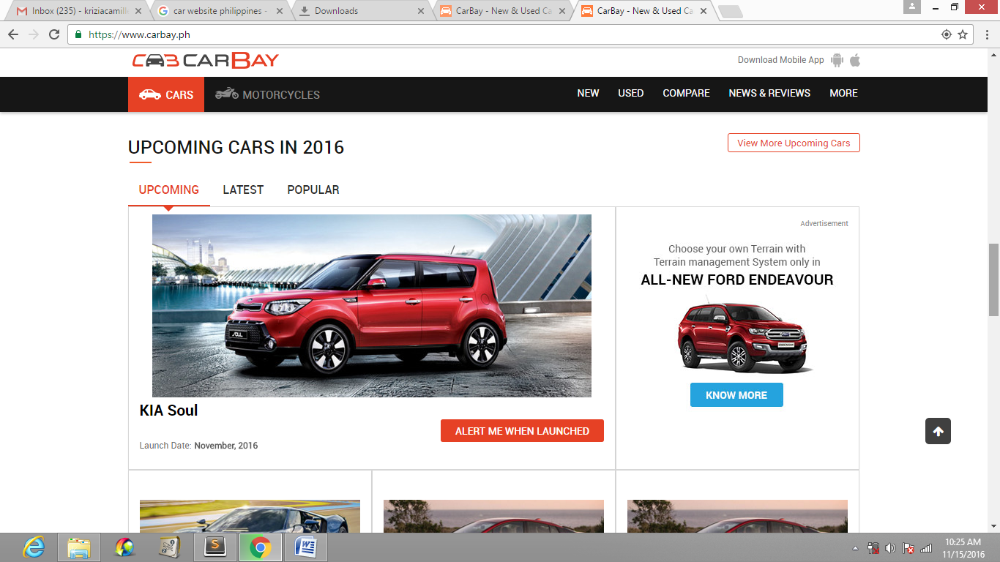 Inbox (235) - kriziacamille
car website philippines -
Downloads
CarBay - New & Used Ca
CarBay - New & Used Ca
https://www.carbay.ph
CARBAY
Download Mobile App
CARS
MOTORCYCLES
NEW
USED
COMPARE
NEWS & REVIEWS
MORE
UPCOMING CARS IN 2016
View More Upcoming Cars
UPCOMING
LATEST
POPULAR
SOUL
Advertisement
Choose your own Terrain with
Terrain management System only in
ALL-NEW FORD ENDEAVOUR
KNOW MORE
KIA Soul
ALERT ME WHEN LAUNCHED
Launch Date: November, 2016
10:25 AM
11/15/2016